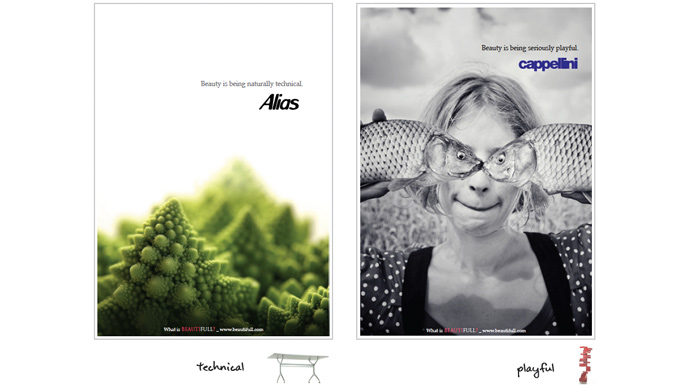 Beauty is being naturally technical.
Alias
What is BEAUTIFULL? _ www.beautifull.com
technical
Beauty is being seriously playful.
cappellini
What is BEAUTIFULL? _ www.beautifull.com
playful